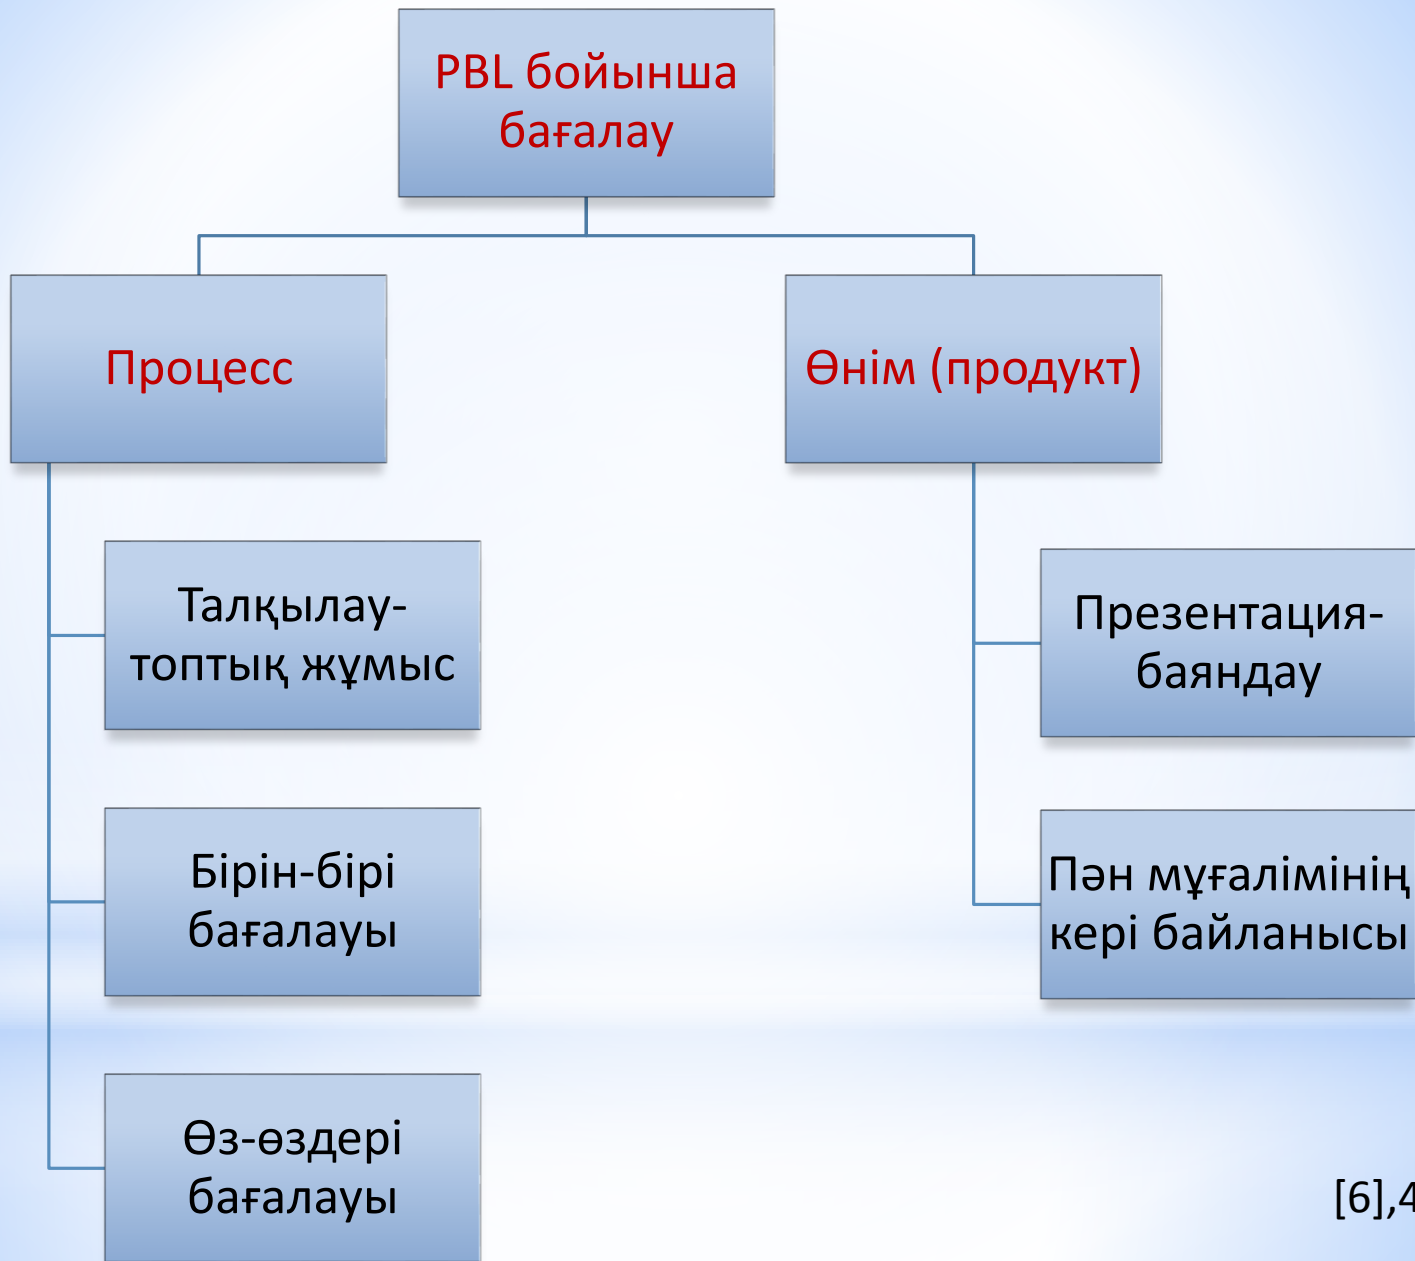 PBL бойынша
бағалау
Процесс
Өнім (продукт)
Талқылау-
топтық жұмыс
Бірін-бірі
бағалауы
Өз-өздері
бағалауы
Презентация-
баяндау
Пән мұғалімінің
кері байланысы
[6],4